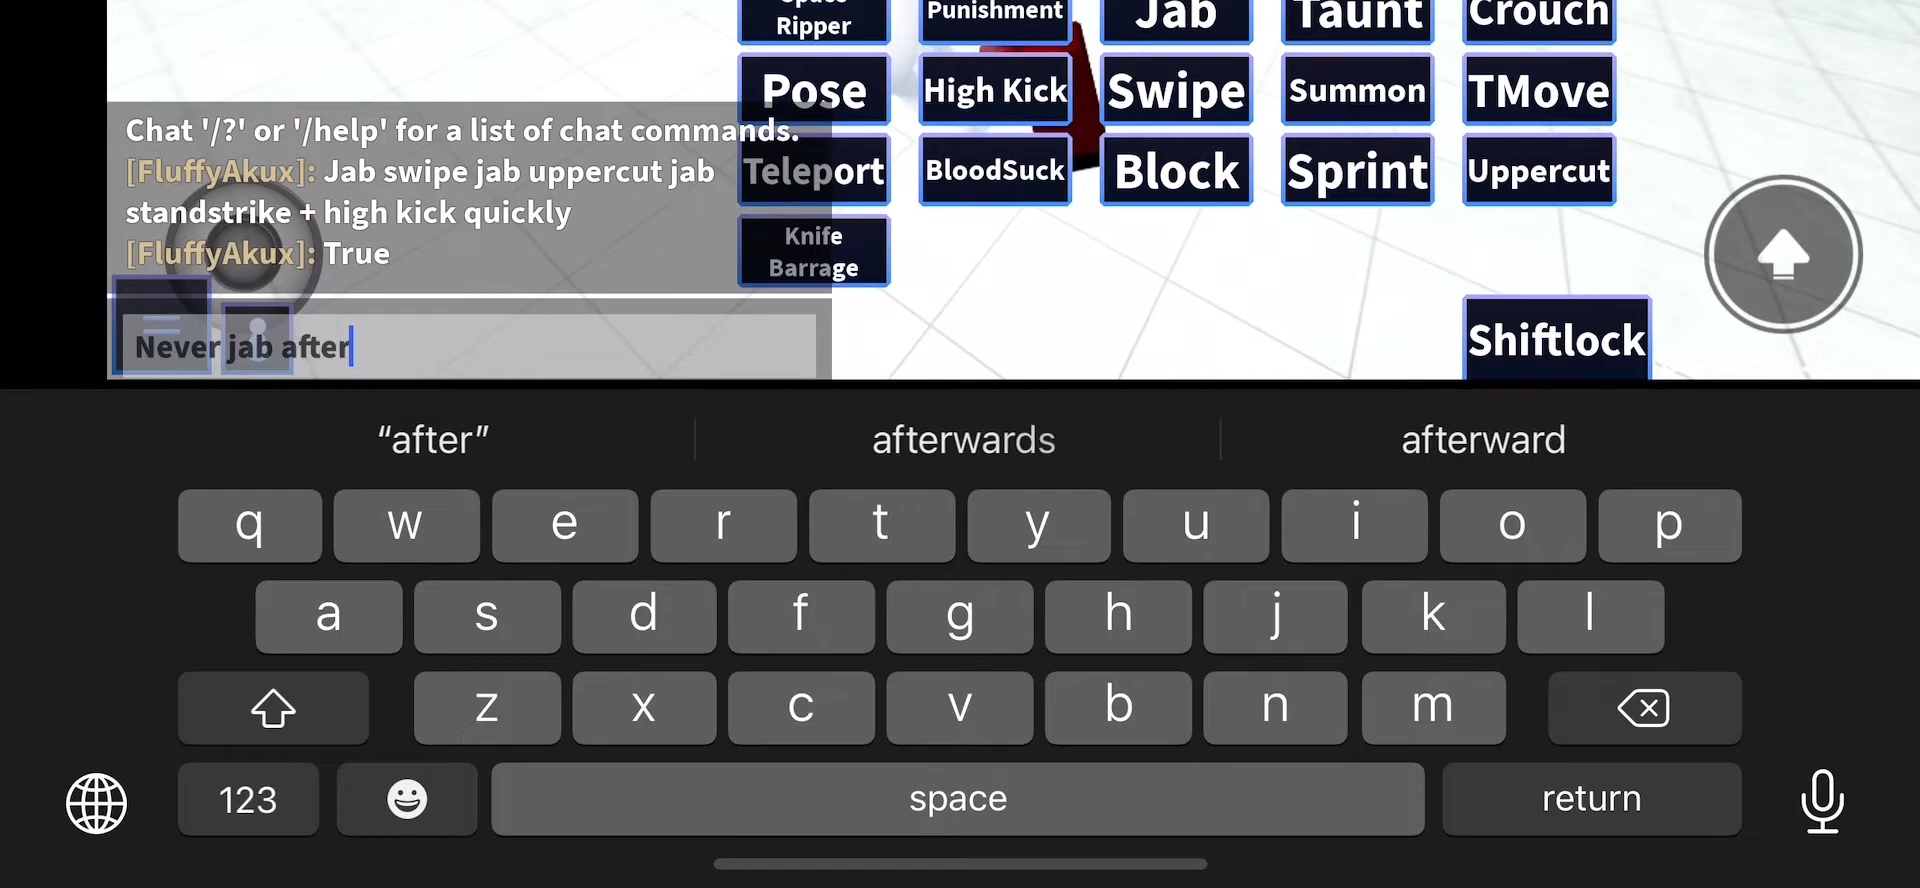 Space
Ripper
Punishment
Jab
Taunt
Crouch
Pose
High Kick
Swipe
Summon
TMove
Chat '/?' or '/help' for a list of chat commands.
[FluffyAkux]: Jab swipe jab uppercut jab
standstrike + high kick quickly
[FluffyAkux]: True
Teleport
BloodSuck
Block
Sprint
Uppercut
Knife
Barrage
Never jab after
Shiftlock
“after”
afterwards
afterward
q w e r t y u i o p
a s d f g h j k l
z x c v b n m
123
space
return